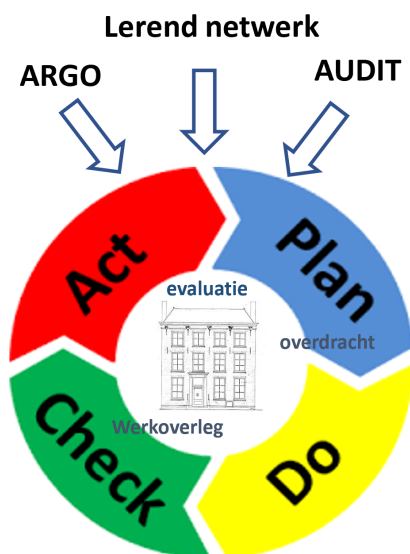 Lerend netwerk
ARGO
AUDIT
Act
Plan
evaluatie
overdracht
Werkoverleg
Check
Do